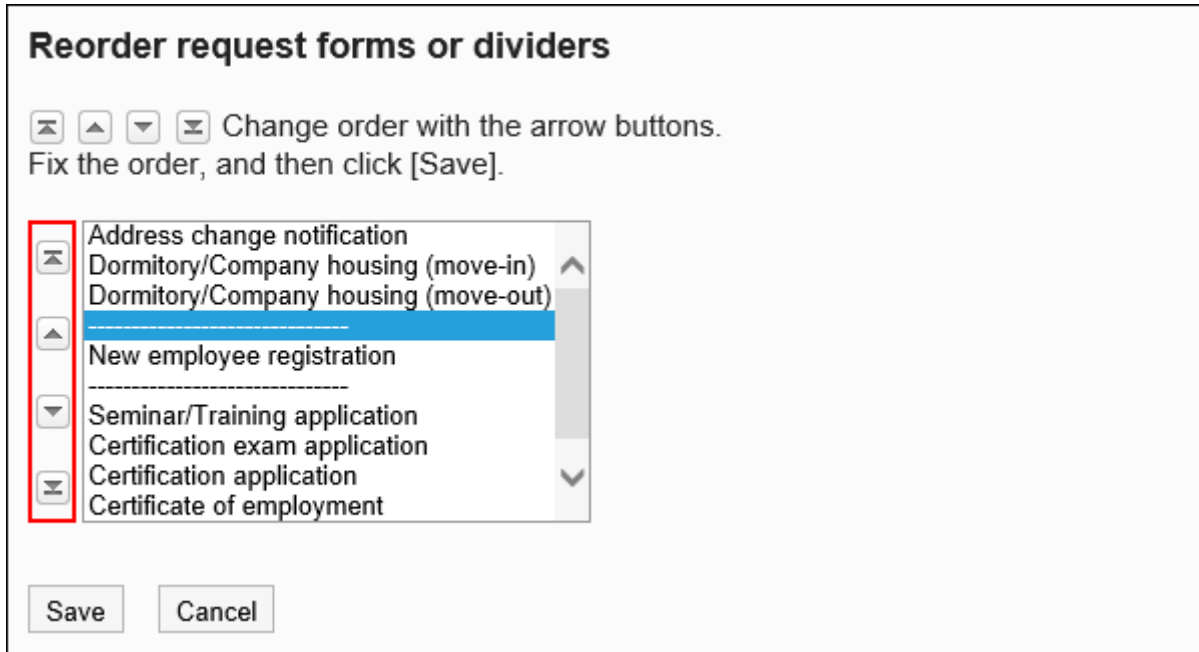 Reorder request forms or dividers
Change order with the arrow buttons.
Fix the order, and then click [Save].
Address change notification
Dormitory/Company housing (move-in)
Dormitory/Company housing (move-out)
------------------------------
New employee registration
------------------------------
Seminar/Training application
Certification exam application
Certification application
Certificate of employment
Save Cancel